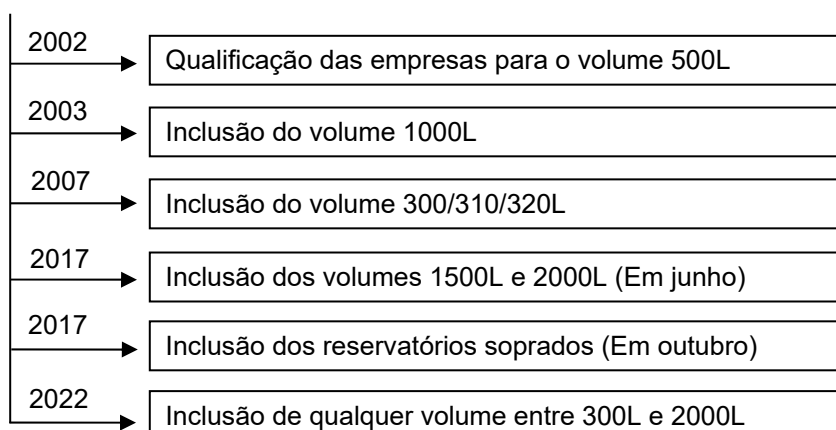 2002
Qualificação das empresas para o volume 500L
2003
Inclusão do volume 1000L
2007
Inclusão do volume 300/310/320L
2017
Inclusão dos volumes 1500L e 2000L (Em junho)
2017
Inclusão dos reservatórios soprados (Em outubro)
2022
Inclusão de qualquer volume entre 300L e 2000L